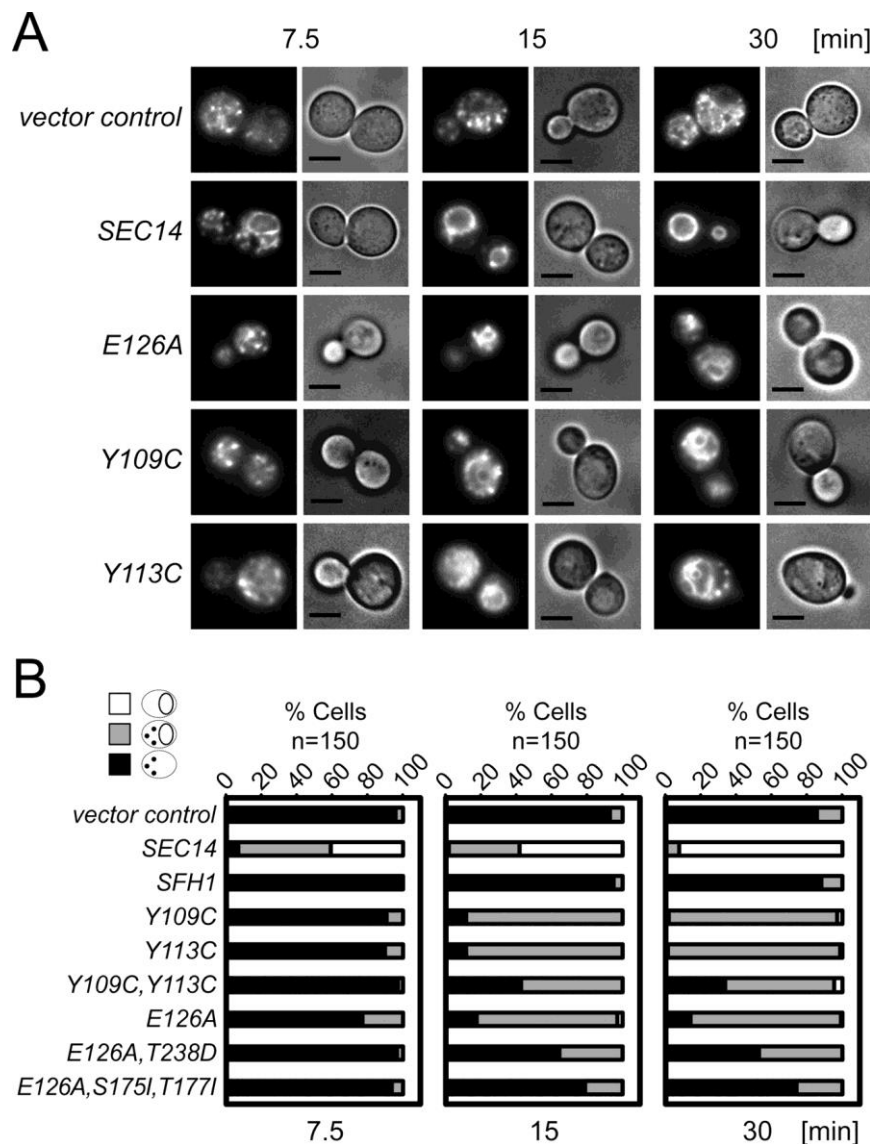 A
7.5 15 30 [min]
vector control
SEC14
E126A
Y109C
Y113C
B
% Cells % Cells % Cells
n=150 n=150 n=150
0 20 40 60 80 100 0 20 40 60 80 100 0 20 40 60 80 100
vector control
SEC14
SFH1
Y109C
Y113C
Y109C,Y113C
E126A
E126A,T238D
E126A,S175I,T177I
7.5 15 30 [min]